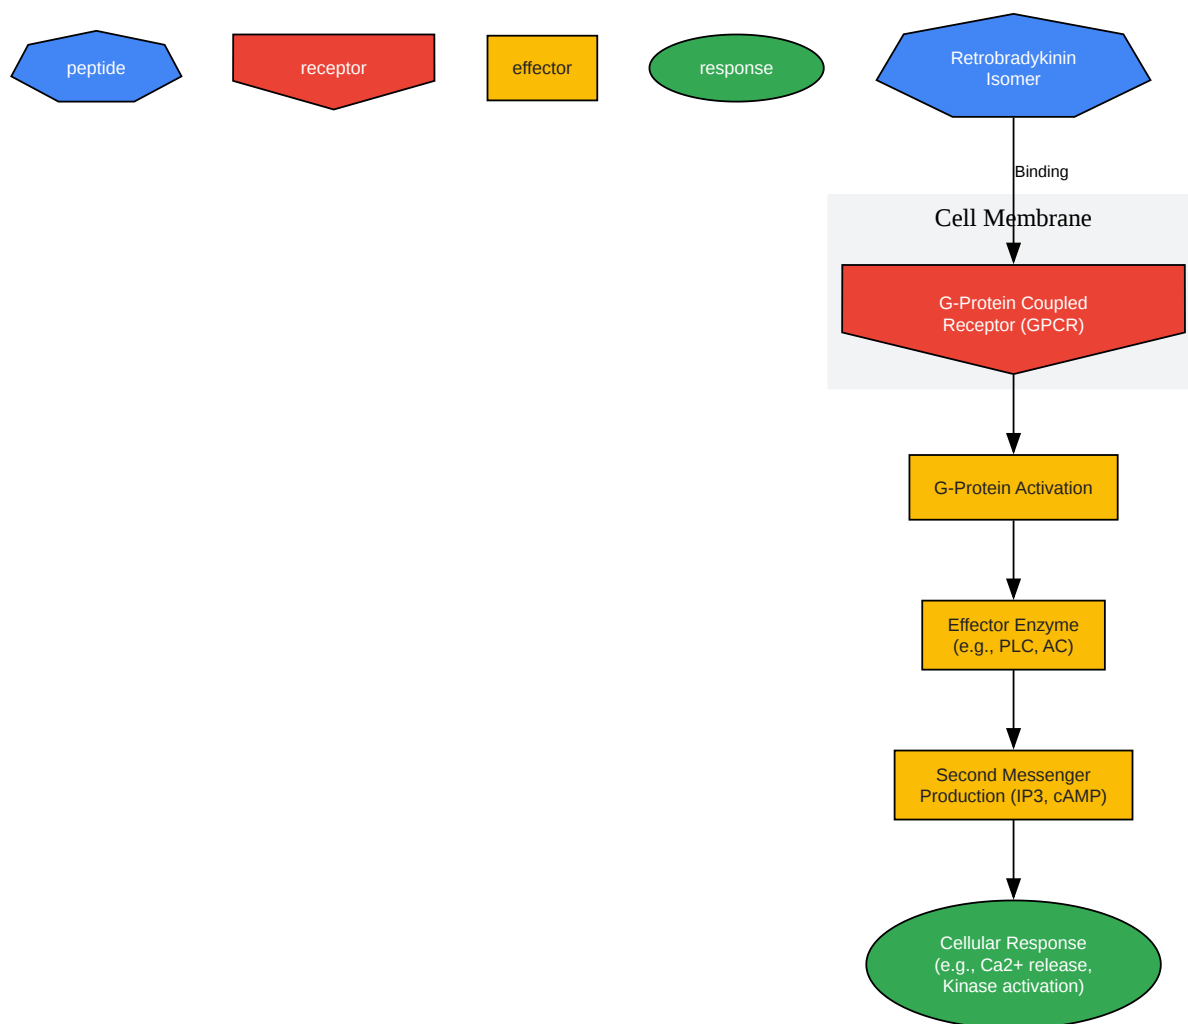 peptide
receptor
effector
response
Retrobradykinin
Isomer
Binding
Cell Membrane
G-Protein Coupled
Receptor (GPCR)
G-Protein Activation
Effector Enzyme
(e.g., PLC, AC)
Second Messenger
Production (IP3, cAMP)
Cellular Response
(e.g., Ca2+ release,
Kinase activation)